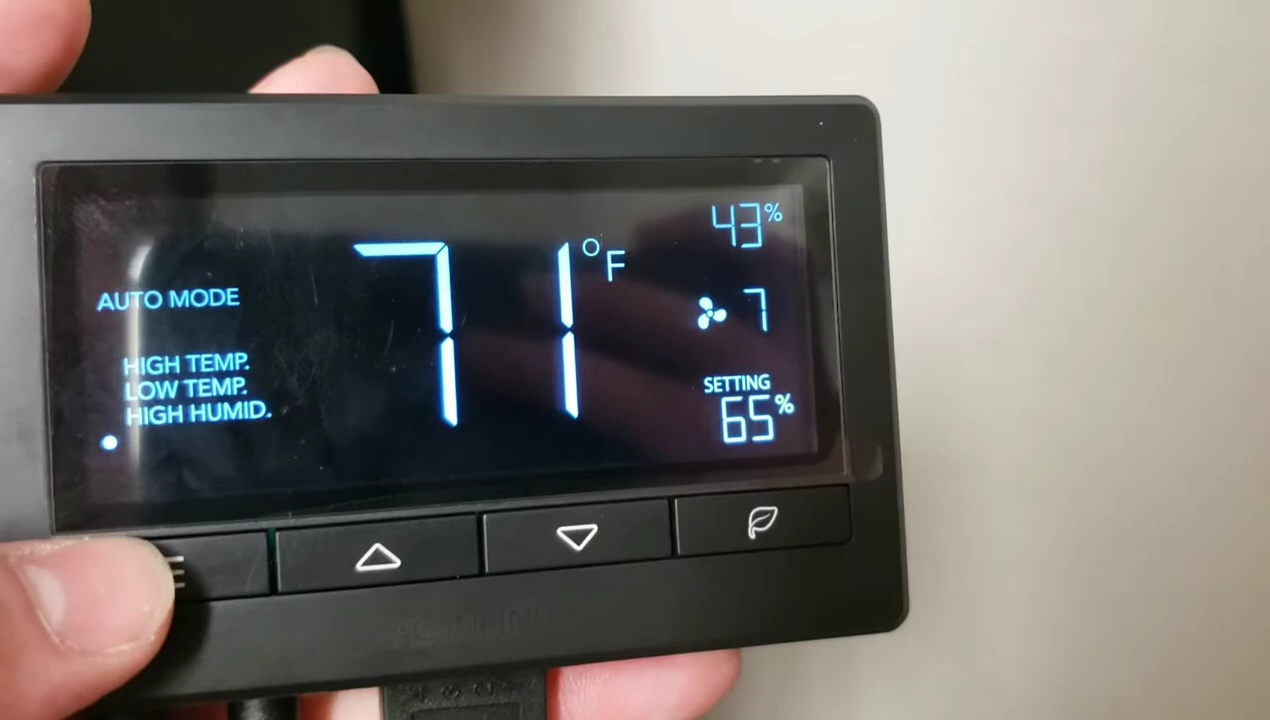 43%
71°F
AUTO MODE
7
HIGH TEMP.
LOW TEMP.
HIGH HUMID.
SETTING
65%